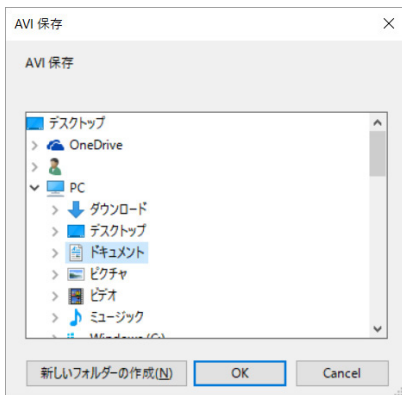 AVI 保存
AVI 保存
デスクトップ
OneDrive
PC
ダウンロード
デスクトップ
ドキュメント
ピクチャ
ビデオ
ミュージック
Windows (C:)
新しいフォルダーの作成(N)
OK
Cancel